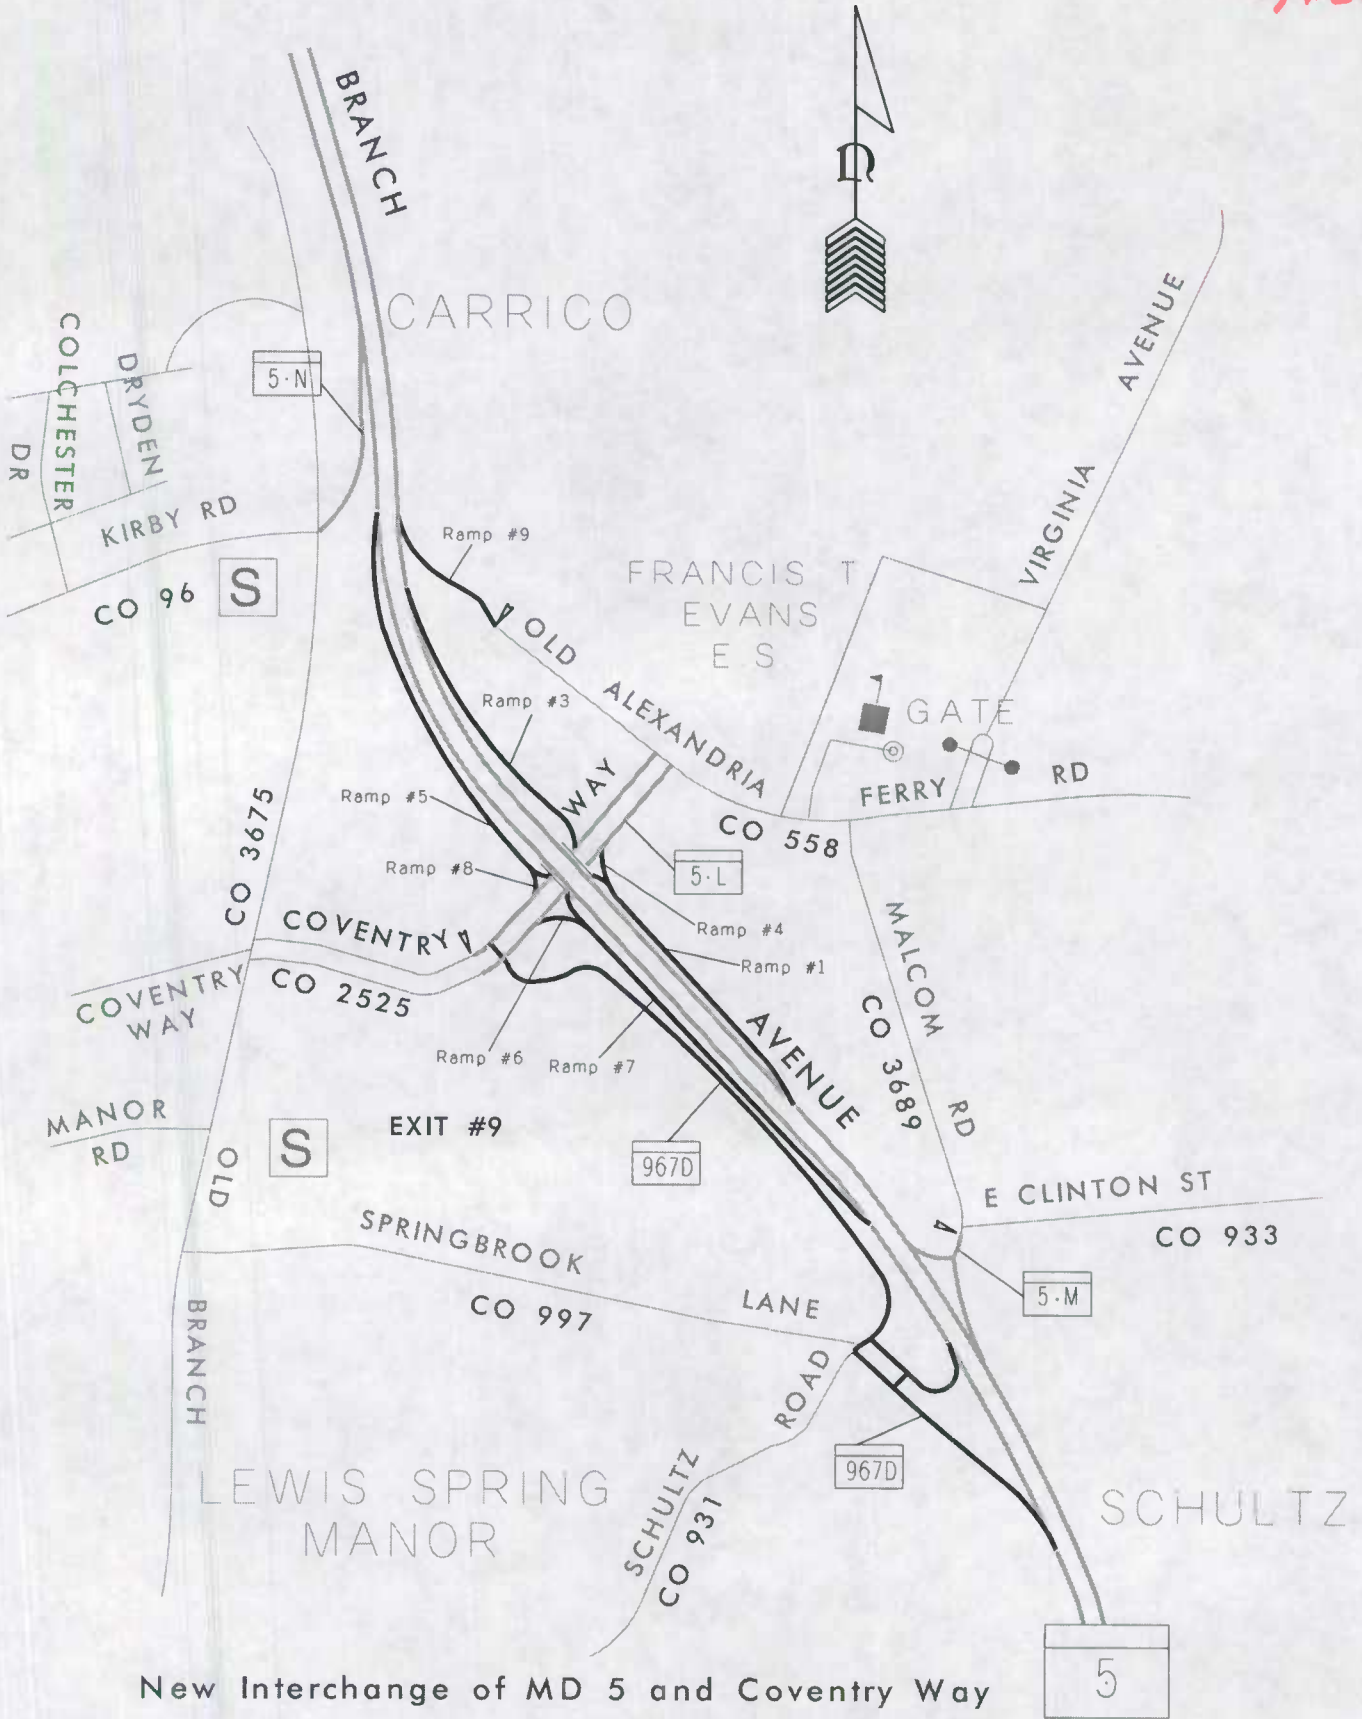 BRANCH
n
CARRICO
5·N
COLCHESTER
DR
DRYDEN
KIRBY RD
CO 96
S
Ramp #9
FRANCIS T
EVANS
E S
VIRGINIA AVENUE
OLD ALEXANDRIA FERRY RD
GATE
Ramp #3
WAY
Ramp #5
CO 558
5·L
Ramp #8
CO 3675
COVENTRY
Ramp #4
Ramp #1
COVENTRY
WAY
CO 2525
MALCOM RD
CO 3689
AVENUE
Ramp #6
Ramp #7
MANOR
RD
EXIT #9
S
967D
OLD
BRANCH
E CLINTON ST
CO 933
SPRINGBROOK LANE
CO 997
5·M
SCHULTZ ROAD
CO 931
967D
LEWIS SPRING
MANOR
SCHULTZ
5
New Interchange of MD 5 and Coventry Way